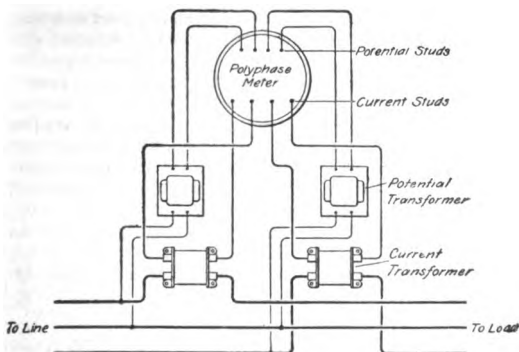 Potential Studs
Polyphase
Meter
Current Studs
Potential
Transformer
Current
Transformer
To Line
To Load